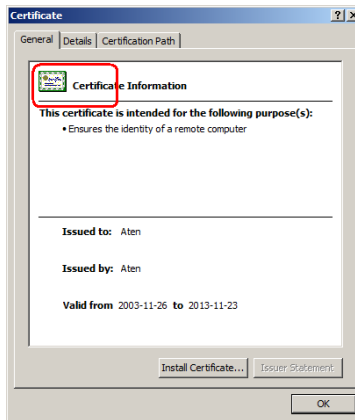 Certificate
General Details Certification Path
Certificate Information
This certificate is intended for the following purpose(s):
• Ensures the identity of a remote computer
Issued to: Aten
Issued by: Aten
Valid from 2003-11-26 to 2013-11-23
Install Certificate... Issuer Statement
OK